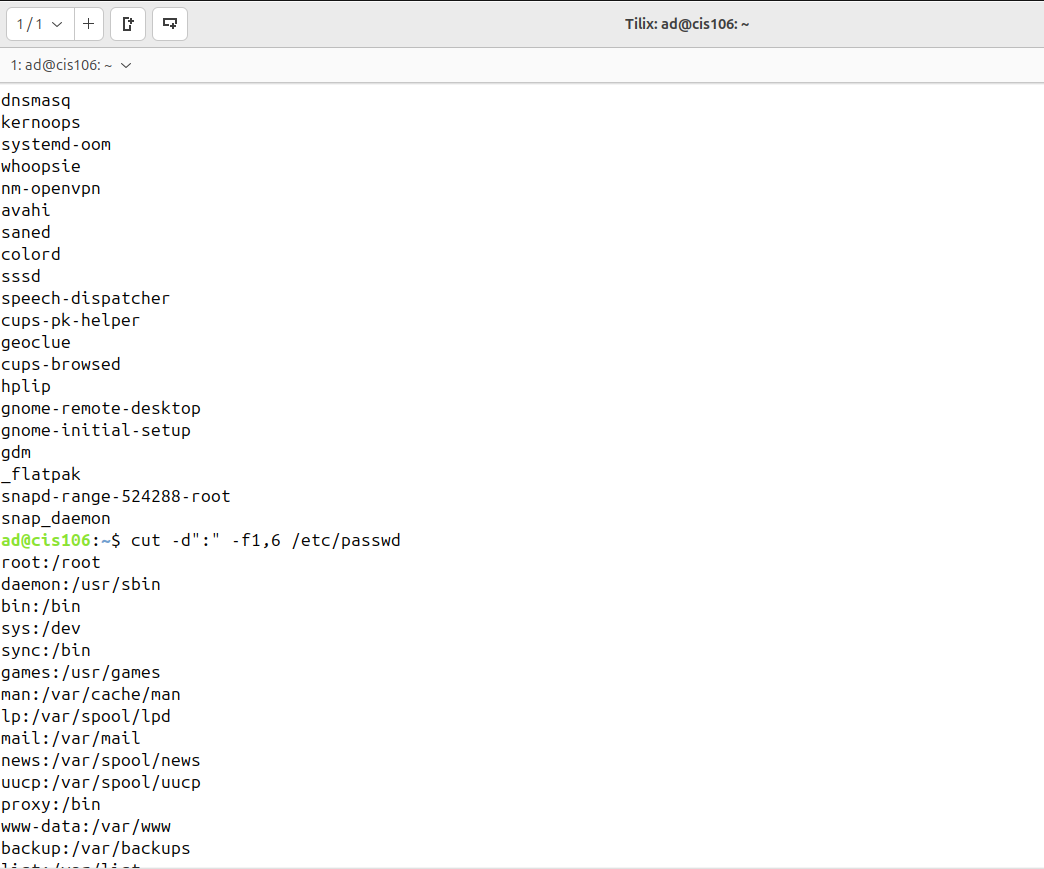 1 / 1
Tilix: ad@cis106: ~
1: ad@cis106: ~
dnsmasq
kernoops
systemd-oom
whoopsie
nm-openvpn
avahi
saned
colord
sssd
speech-dispatcher
cups-pk-helper
geoclue
cups-browsed
hplip
gnome-remote-desktop
gnome-initial-setup
gdm
_flatpak
snapd-range-524288-root
snap_daemon
ad@cis106:~$ cut -d":" -f1,6 /etc/passwd
root:/root
daemon:/usr/sbin
bin:/bin
sys:/dev
sync:/bin
games:/usr/games
man:/var/cache/man
lp:/var/spool/lpd
mail:/var/mail
news:/var/spool/news
uucp:/var/spool/uucp
proxy:/bin
www-data:/var/www
backup:/var/backups